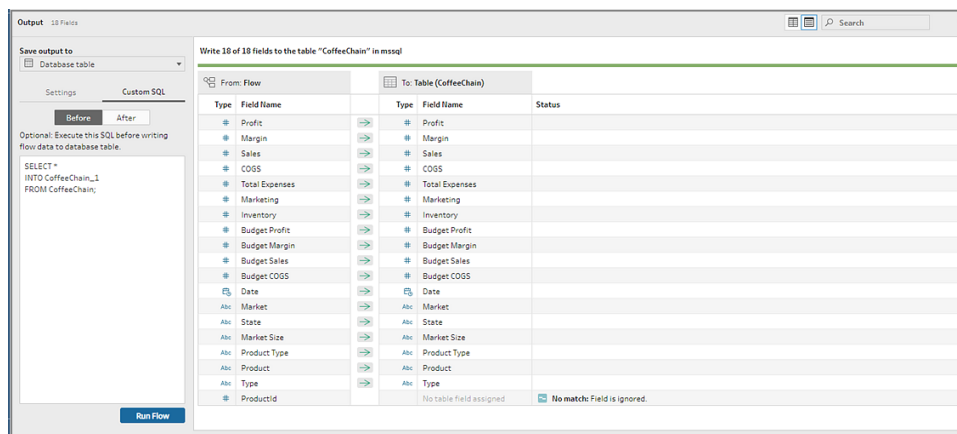 Output 18 Fields
Search
Save output to
Database table
Settings Custom SQL
Before After
Optional: Execute this SQL before writing
flow data to database table.
SELECT *
INTO CoffeeChain_1
FROM CoffeeChain;
Run Flow
Write 18 of 18 fields to the table "CoffeeChain" in mssql
From: Flow To: Table (CoffeeChain)
Type Field Name Type Field Name Status
# Profit → # Profit
# Margin → # Margin
# Sales → # Sales
# COGS → # COGS
# Total Expenses → # Total Expenses
# Marketing → # Marketing
# Inventory → # Inventory
# Budget Profit → # Budget Profit
# Budget Margin → # Budget Margin
# Budget Sales → # Budget Sales
# Budget COGS → # Budget COGS
Date → Date
Abc Market → Abc Market
Abc State → Abc State
Abc Market Size → Abc Market Size
Abc Product Type → Abc Product Type
Abc Product → Abc Product
Abc Type → Abc Type
# ProductId No table field assigned No match: Field is ignored.